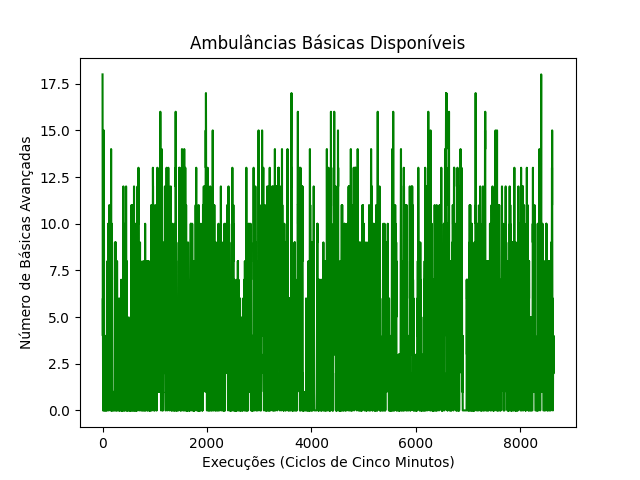 Ambulâncias Básicas Disponíveis
Número de Básicas Avançadas
17.5
15.0
12.5
10.0
7.5
5.0
2.5
0.0
0 2000 4000 6000 8000
Execuções (Ciclos de Cinco Minutos)